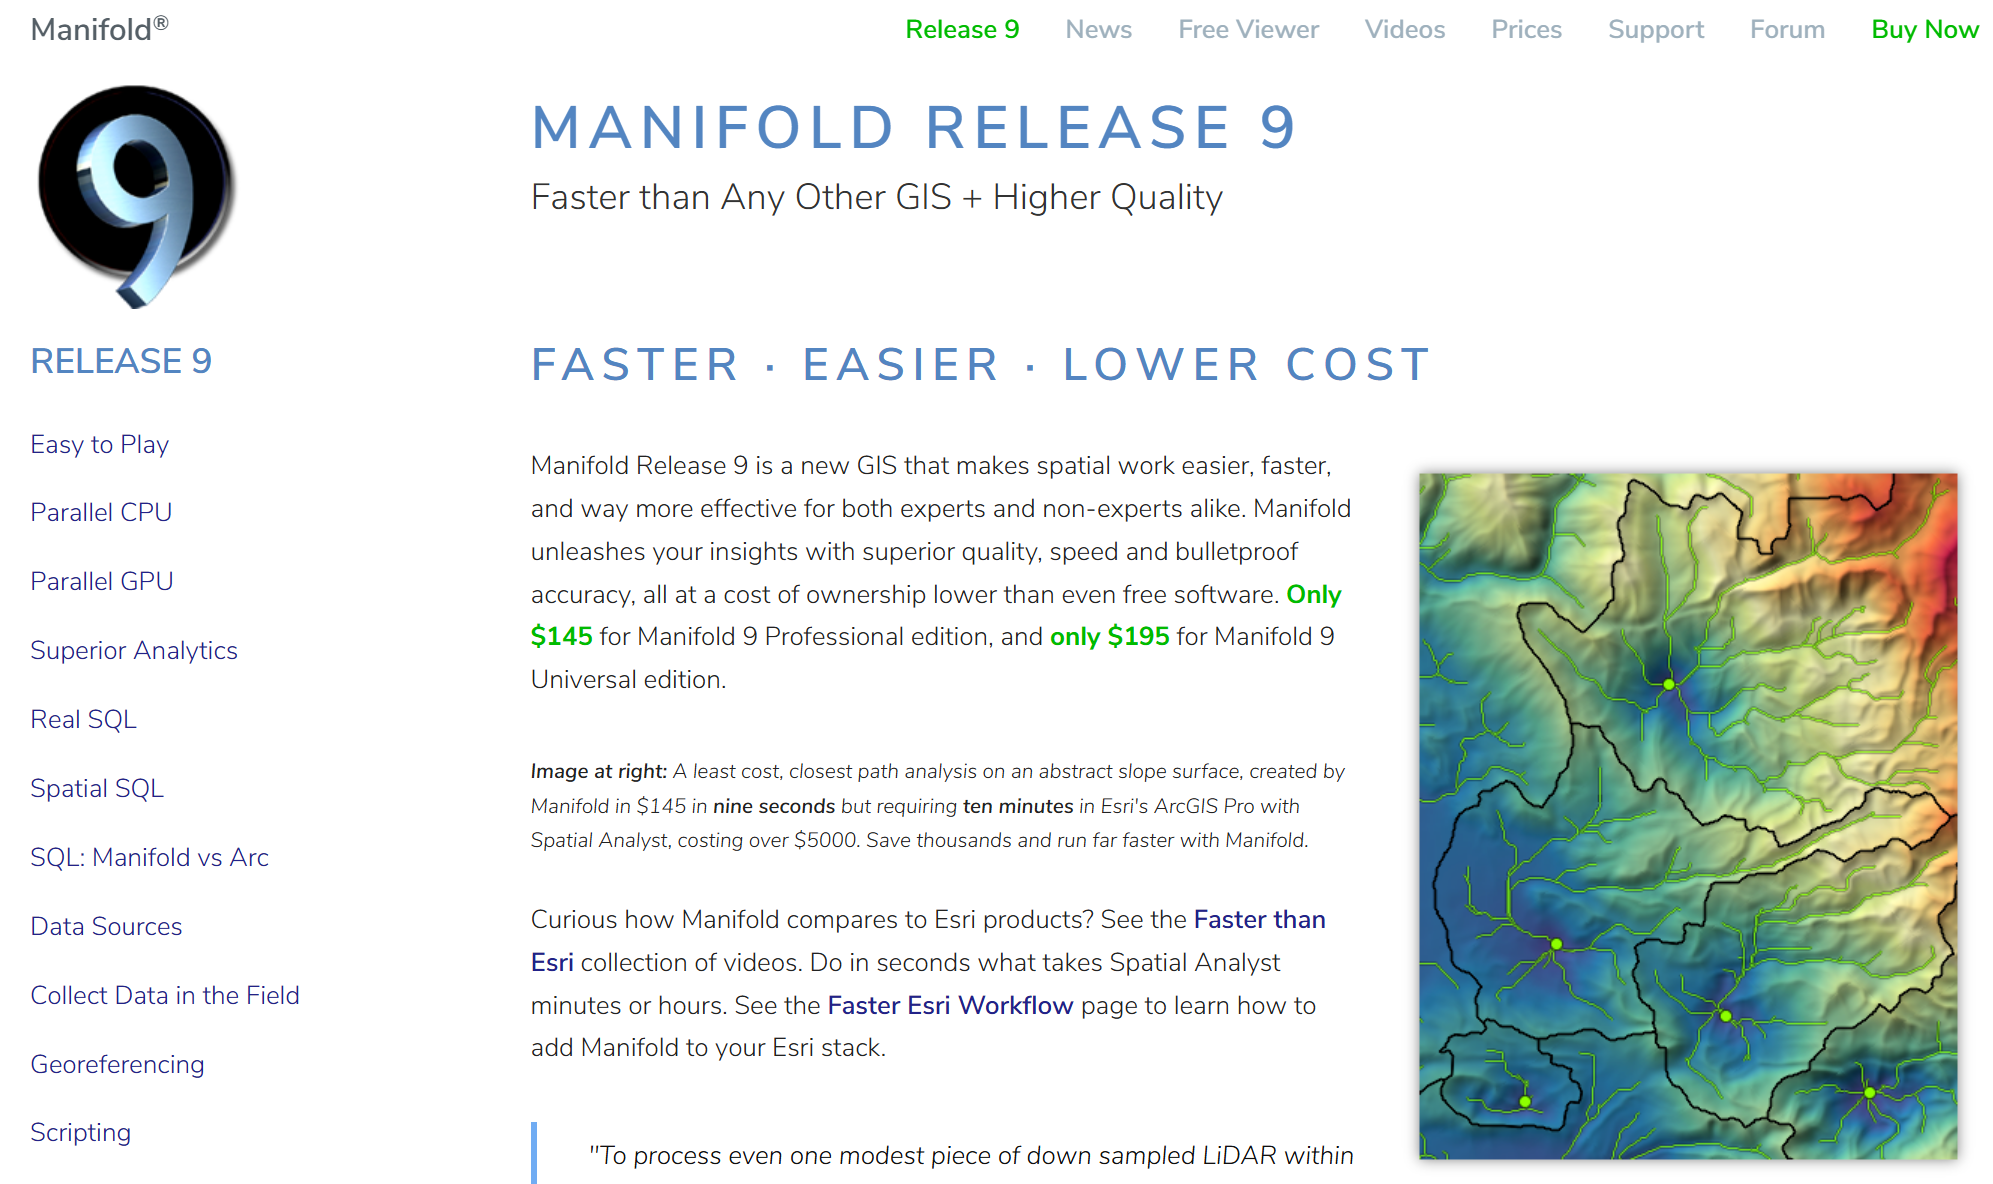 Manifold®
Release 9 News Free Viewer Videos Prices Support Forum Buy Now
9
MANIFOLD RELEASE 9
Faster than Any Other GIS + Higher Quality
RELEASE 9
Easy to Play
Parallel CPU
Parallel GPU
Superior Analytics
Real SQL
Spatial SQL
SQL: Manifold vs Arc
Data Sources
Collect Data in the Field
Georeferencing
Scripting
FASTER · EASIER · LOWER COST
Manifold Release 9 is a new GIS that makes spatial work easier, faster,
and way more effective for both experts and non-experts alike. Manifold
unleashes your insights with superior quality, speed and bulletproof
accuracy, all at a cost of ownership lower than even free software. Only
$145 for Manifold 9 Professional edition, and only $195 for Manifold 9
Universal edition.
Image at right: A least cost, closest path analysis on an abstract slope surface, created by
Manifold in $145 in nine seconds but requiring ten minutes in Esri's ArcGIS Pro with
Spatial Analyst, costing over $5000. Save thousands and run far faster with Manifold.
Curious how Manifold compares to Esri products? See the Faster than
Esri collection of videos. Do in seconds what takes Spatial Analyst
minutes or hours. See the Faster Esri Workflow page to learn how to
add Manifold to your Esri stack.
"To process even one modest piece of down sampled LiDAR within